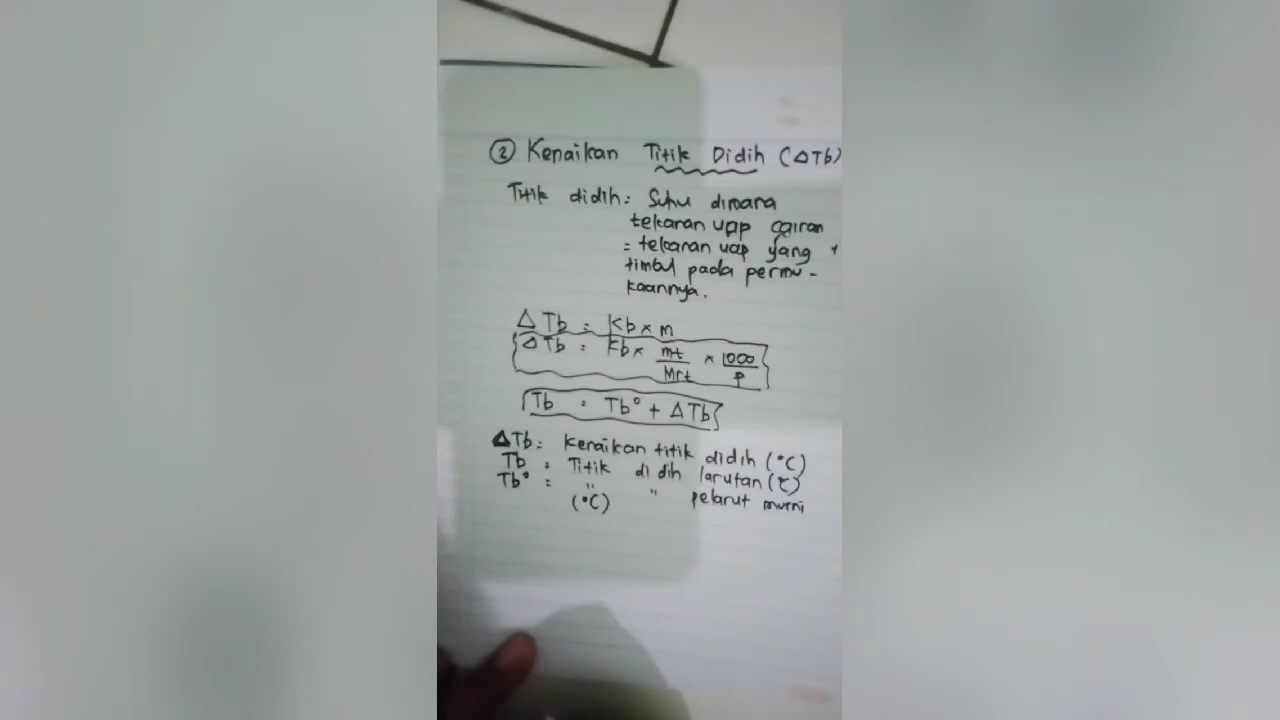 ② Kenaikan Titik Didih (ΔTb)
Titik didih = Suhu dimana
tekanan uap cairan
= tekanan uap yang
timbul pada permu-
kaannya.
Δ Tb = Kb × m
Δ Tb = Kb × mt/Mrt × 1000/P
Tb = Tb° + ΔTb
ΔTb = Kenaikan titik didih (°C)
Tb = Titik didih larutan (°C)
Tb° = " " pelarut murni
(°C)